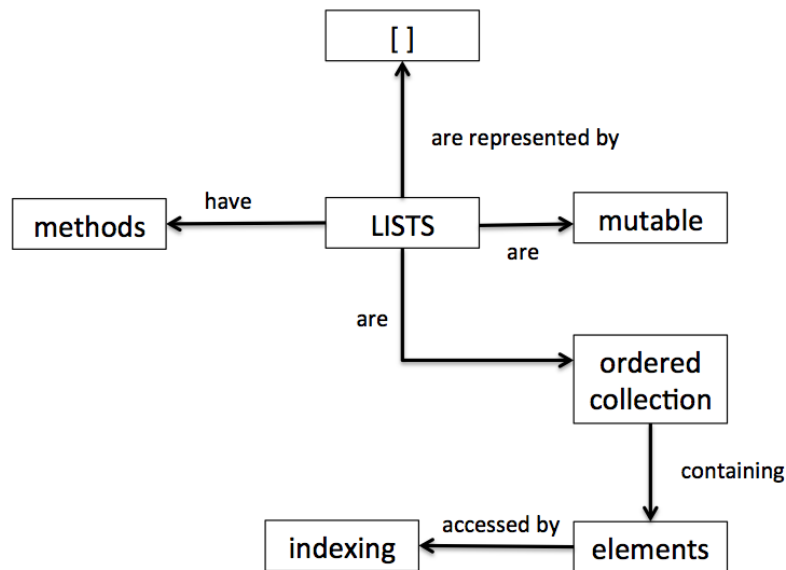 [ ]
are represented by
have
methods
LISTS
mutable
are
are
ordered
collection
containing
accessed by
indexing
elements